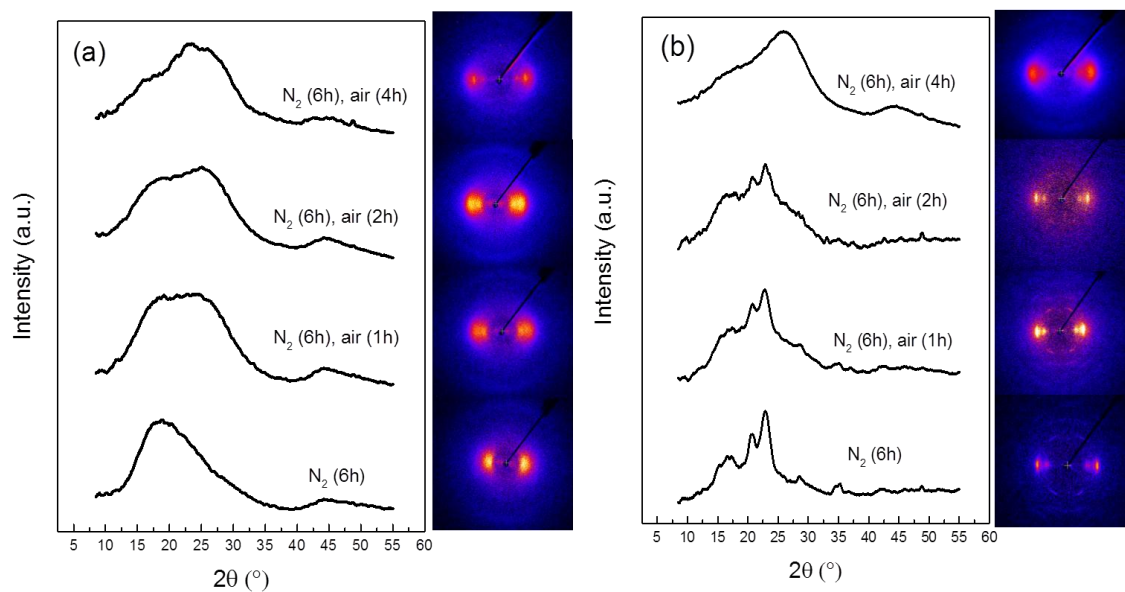 (a)
N₂ (6h), air (4h)
N₂ (6h), air (2h)
N₂ (6h), air (1h)
N₂ (6h)
Intensity (a.u.)
5 10 15 20 25 30 35 40 45 50 55 60
2θ (°)
(b)
N₂ (6h), air (4h)
N₂ (6h), air (2h)
N₂ (6h), air (1h)
N₂ (6h)
Intensity (a.u.)
5 10 15 20 25 30 35 40 45 50 55 60
2θ (°)